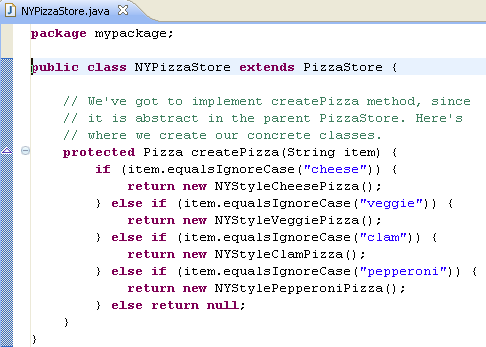 NYPizzaStore.java
package mypackage;
public class NYPizzaStore extends PizzaStore {
// We've got to implement createPizza method, since
// it is abstract in the parent PizzaStore. Here's
// where we create our concrete classes.
protected Pizza createPizza(String item) {
if (item.equalsIgnoreCase("cheese")) {
return new NYStyleCheesePizza();
} else if (item.equalsIgnoreCase("veggie")) {
return new NYStyleVeggiePizza();
} else if (item.equalsIgnoreCase("clam")) {
return new NYStyleClamPizza();
} else if (item.equalsIgnoreCase("pepperoni")) {
return new NYStylePepperoniPizza();
} else return null;
}
}